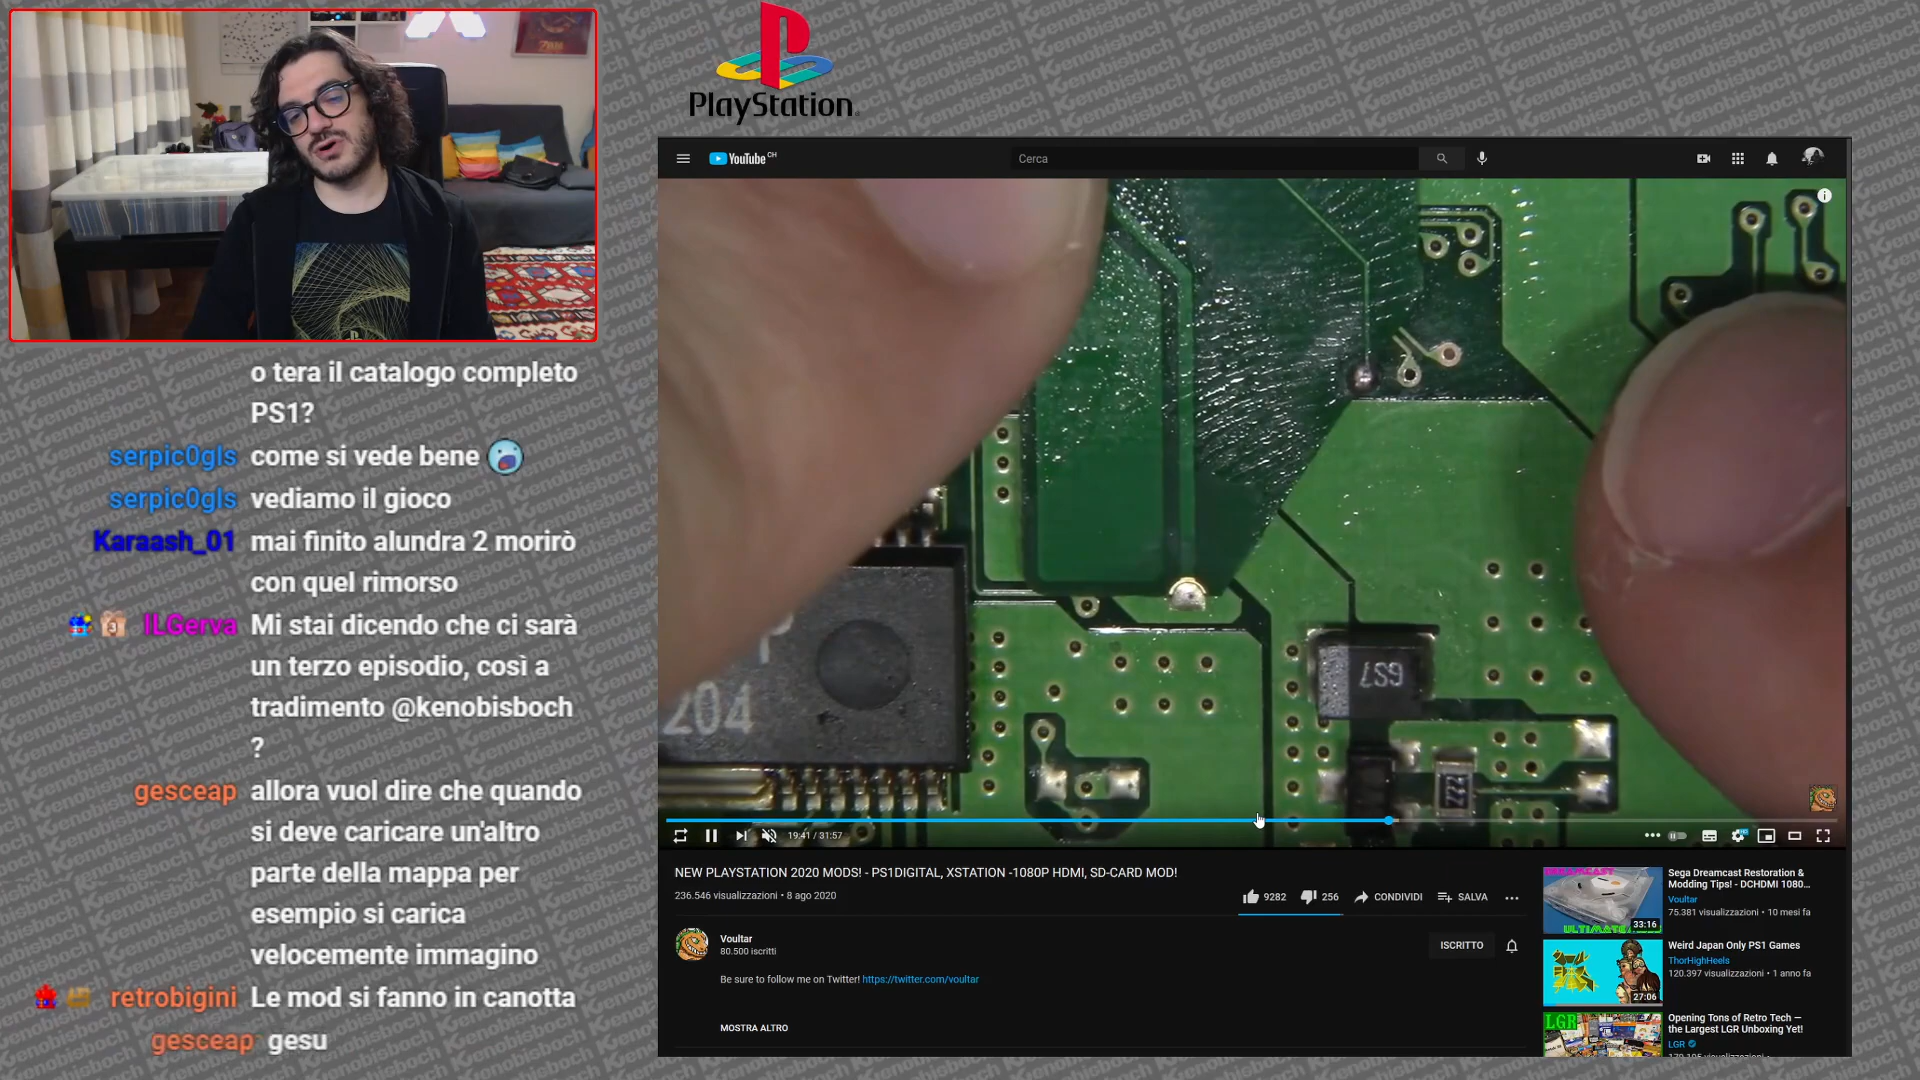 PlayStation
o tera il catalogo completo
PS1?
serpic0gls come si vede bene
serpic0gls vediamo il gioco
Karaash_01 mai finito alundra 2 morirò
con quel rimorso
ILGerva Mi stai dicendo che ci sarà
un terzo episodio, così a
tradimento @kenobisboch
?
gesceap allora vuol dire che quando
si deve caricare un'altro
parte della mappa per
esempio si carica
velocemente immagino
retrobigini Le mod si fanno in canotta
gesceap gesu
YouTube CH
Cerca
204
GS7
222
19:41 / 31:57
NEW PLAYSTATION 2020 MODS! - PS1DIGITAL, XSTATION -1080P HDMI, SD-CARD MOD!
236.546 visualizzazioni • 8 ago 2020
9282
256
CONDIVIDI
SALVA
Voultar
80.500 iscritti
ISCRITTO
Be sure to follow me on Twitter! https://twitter.com/voultar
MOSTRA ALTRO
DREAMCAST
33:16
Sega Dreamcast Restoration &
Modding Tips! - DCHDMI 1080...
Voultar
75.381 visualizzazioni • 10 mesi fa
27:06
Weird Japan Only PS1 Games
ThorHighHeels
120.397 visualizzazioni • 1 anno fa
LGR
Opening Tons of Retro Tech —
the Largest LGR Unboxing Yet!
LGR
Kenobisboch